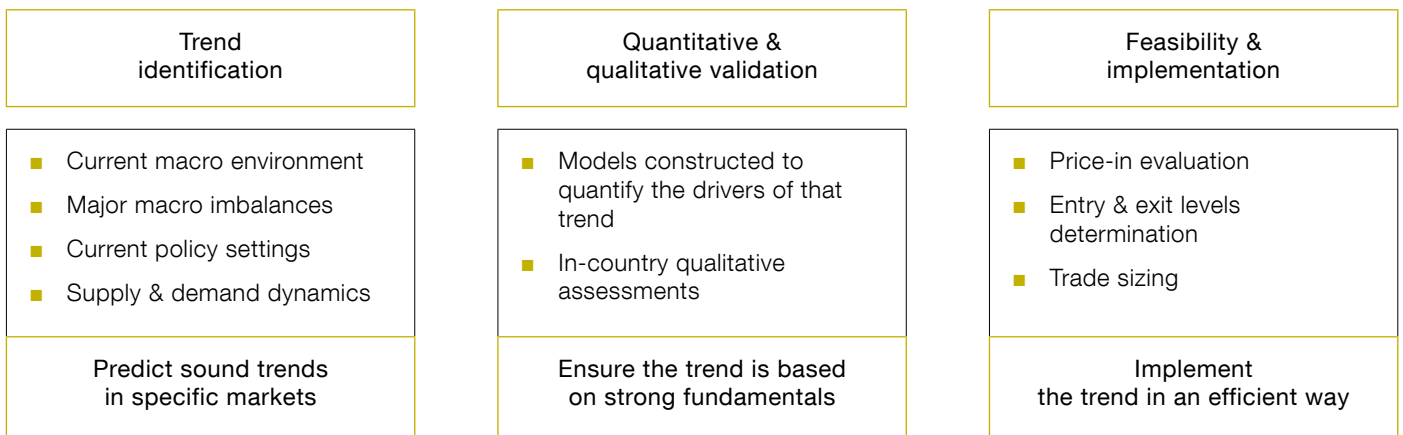 Trend
identification
■ Current macro environment
■ Major macro imbalances
■ Current policy settings
■ Supply & demand dynamics
Predict sound trends
in specific markets
Quantitative &
qualitative validation
■ Models constructed to
quantify the drivers of that
trend
■ In-country qualitative
assessments
Ensure the trend is based
on strong fundamentals
Feasibility &
implementation
■ Price-in evaluation
■ Entry & exit levels
determination
■ Trade sizing
Implement
the trend in an efficient way